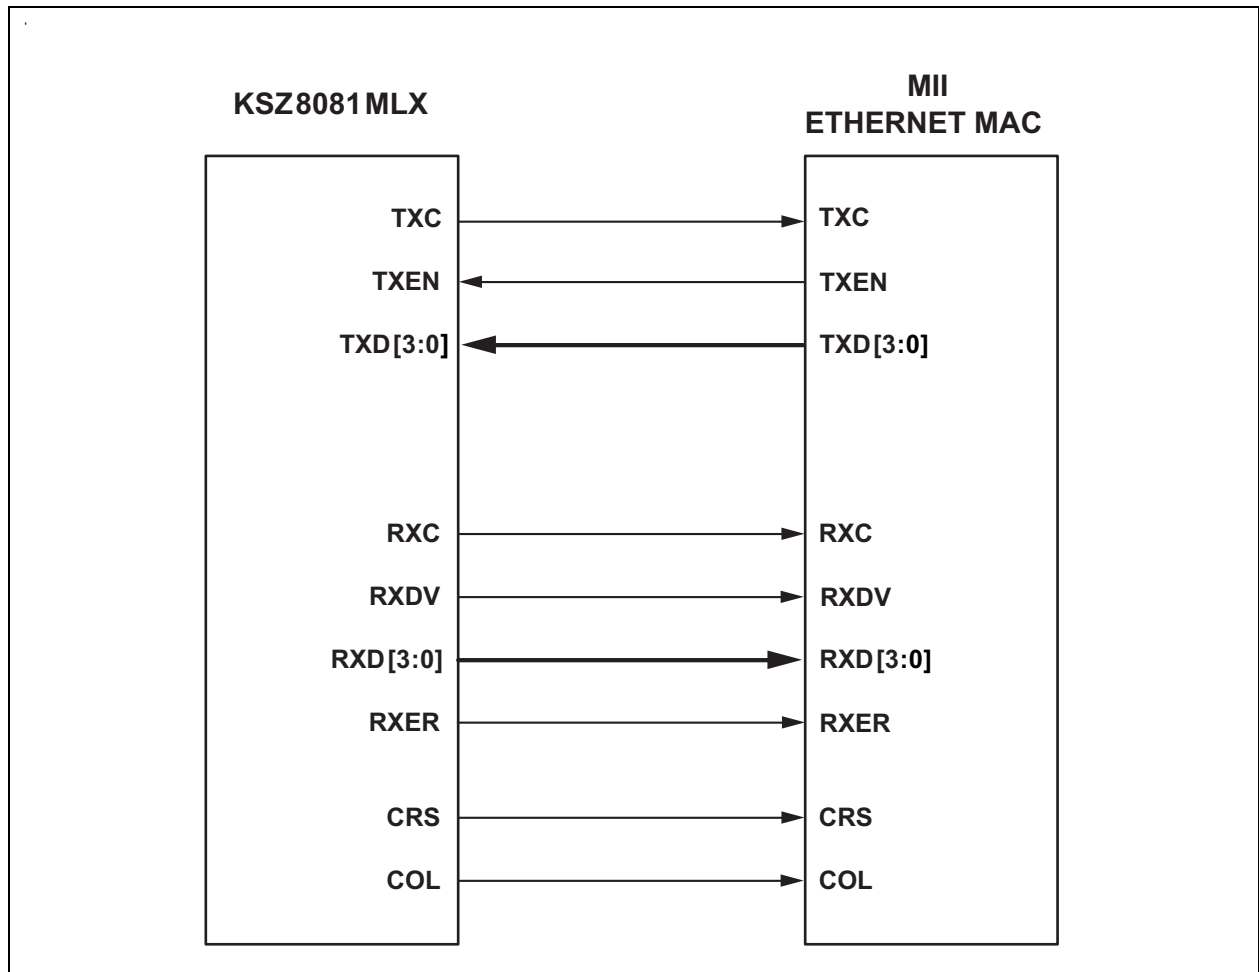 KSZ8081MLX
MII
ETHERNET MAC
TXC
TXC
TXEN
TXEN
TXD[3:0]
TXD[3:0]
RXC
RXC
RXDV
RXDV
RXD[3:0]
RXD[3:0]
RXER
RXER
CRS
CRS
COL
COL